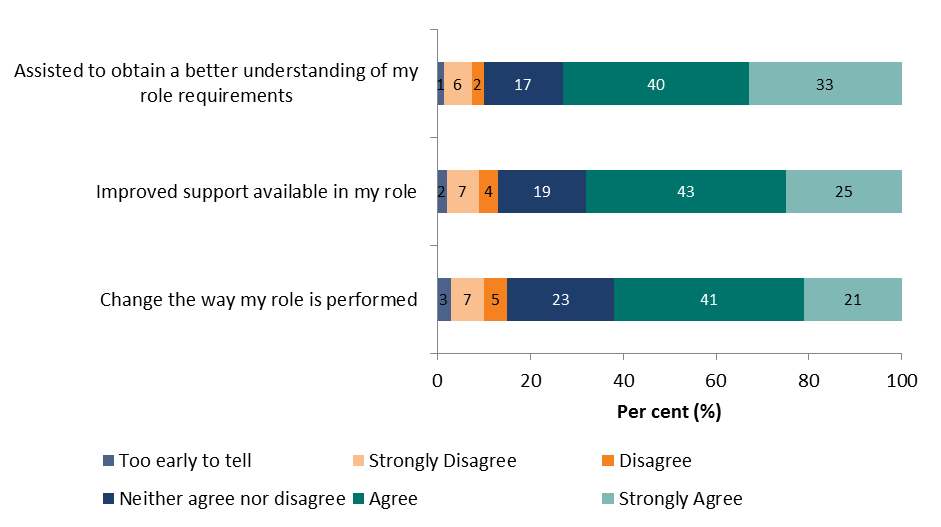 Assisted to obtain a better understanding of my
role requirements
1 6 2 17 40 33
Improved support available in my role
2 7 4 19 43 25
Change the way my role is performed
3 7 5 23 41 21
0 20 40 60 80 100
Per cent (%)
Too early to tell Strongly Disagree Disagree
Neither agree nor disagree Agree Strongly Agree